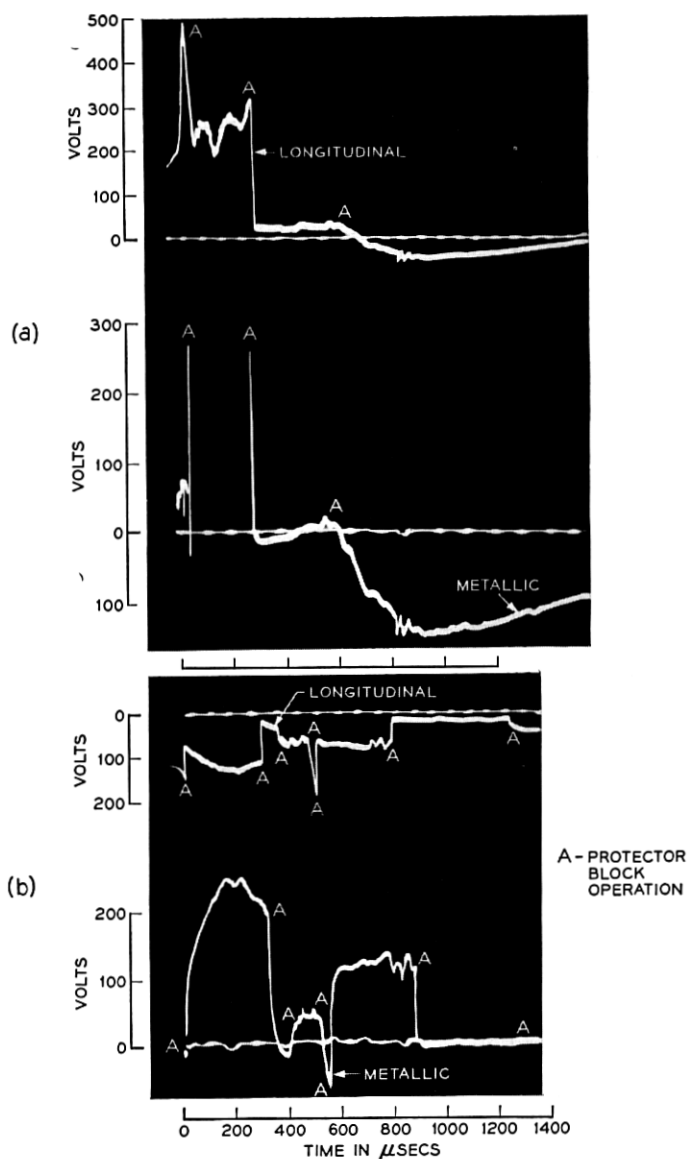 500
400
300
200
100
0
VOLTS
A
A
LONGITUDINAL
A
(a)
300
200
100
0
100
VOLTS
A
A
A
METALLIC
0
100
200
VOLTS
LONGITUDINAL
A
A
A
A
A
A
A
(b)
200
100
0
VOLTS
A
A
A
A
A
A
A
METALLIC
A - PROTECTOR
BLOCK
OPERATION
0 200 400 600 800 1000 1200 1400
TIME IN μSECS